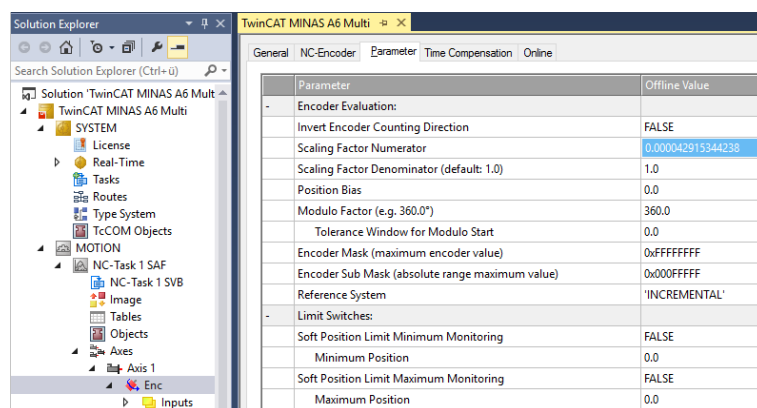 Solution Explorer
Search Solution Explorer (Ctrl+ü)
Solution 'TwinCAT MINAS A6 Mult
TwinCAT MINAS A6 Multi
SYSTEM
License
Real-Time
Tasks
Routes
Type System
TcCOM Objects
MOTION
NC-Task 1 SAF
NC-Task 1 SVB
Image
Tables
Objects
Axes
Axis 1
Enc
Inputs
TwinCAT MINAS A6 Multi
General NC-Encoder Parameter Time Compensation Online
Parameter Offline Value
- Encoder Evaluation:
Invert Encoder Counting Direction FALSE
Scaling Factor Numerator 0.000042915344238
Scaling Factor Denominator (default: 1.0) 1.0
Position Bias 0.0
Modulo Factor (e.g. 360.0°) 360.0
Tolerance Window for Modulo Start 0.0
Encoder Mask (maximum encoder value) 0xFFFFFFFF
Encoder Sub Mask (absolute range maximum value) 0x000FFFFF
Reference System 'INCREMENTAL'
- Limit Switches:
Soft Position Limit Minimum Monitoring FALSE
Minimum Position 0.0
Soft Position Limit Maximum Monitoring FALSE
Maximum Position 0.0